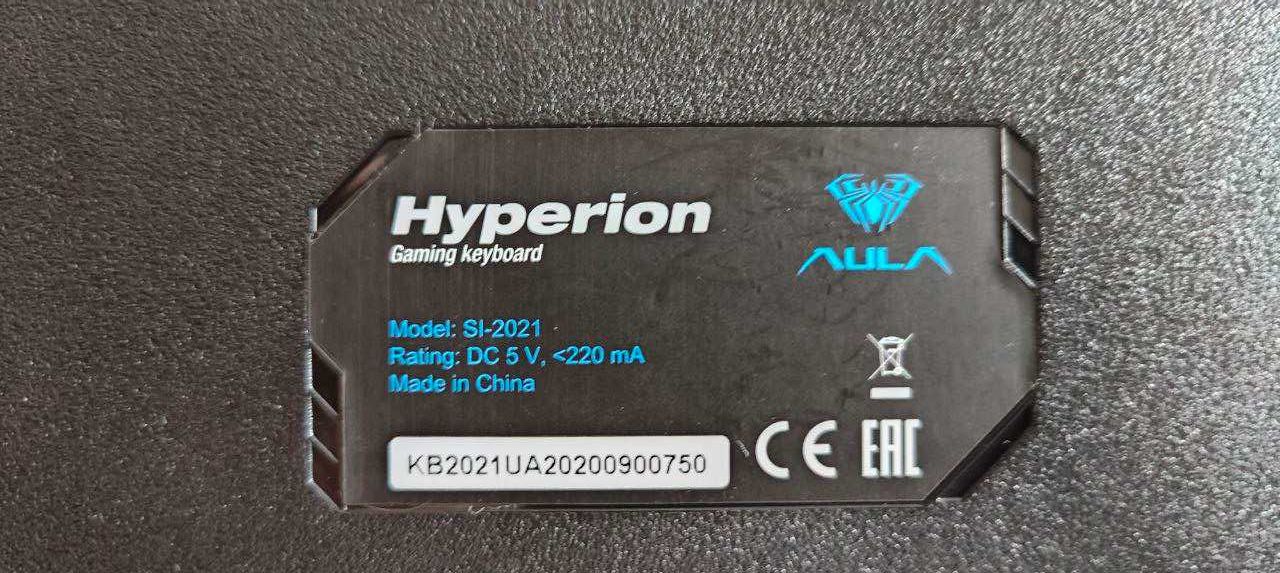 Hyperion
Gaming keyboard
AULA
Model: SI-2021
Rating: DC 5 V, <220 mA
Made in China
KB2021UA20200900750
CE EAC